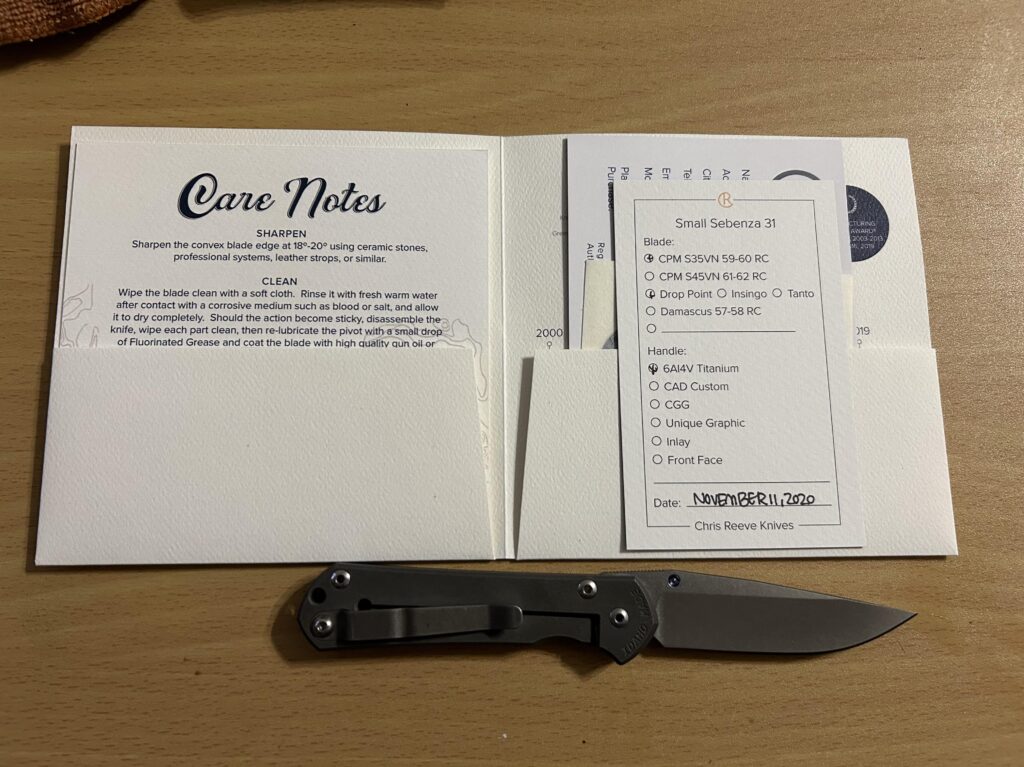 Care Notes
SHARPEN
Sharpen the convex blade edge at 18º-20º using ceramic stones,
professional systems, leather strops, or similar.
CLEAN
Wipe the blade clean with a soft cloth. Rinse it with fresh warm water
after contact with a corrosive medium such as blood or salt, and allow
it to dry completely. Should the action become sticky, disassemble the
knife, wipe each part clean, then re-lubricate the pivot with a small drop
of Fluorinated Grease and coat the blade with high quality gun oil or
2000
Small Sebenza 31
Blade:
CPM S35VN 59-60 RC
CPM S45VN 61-62 RC
Drop Point Insingo Tanto
Damascus 57-58 RC
Handle:
6Al4V Titanium
CAD Custom
CGG
Unique Graphic
Inlay
Front Face
Date: NOVEMBER 11, 2020
Chris Reeve Knives
IDAHO